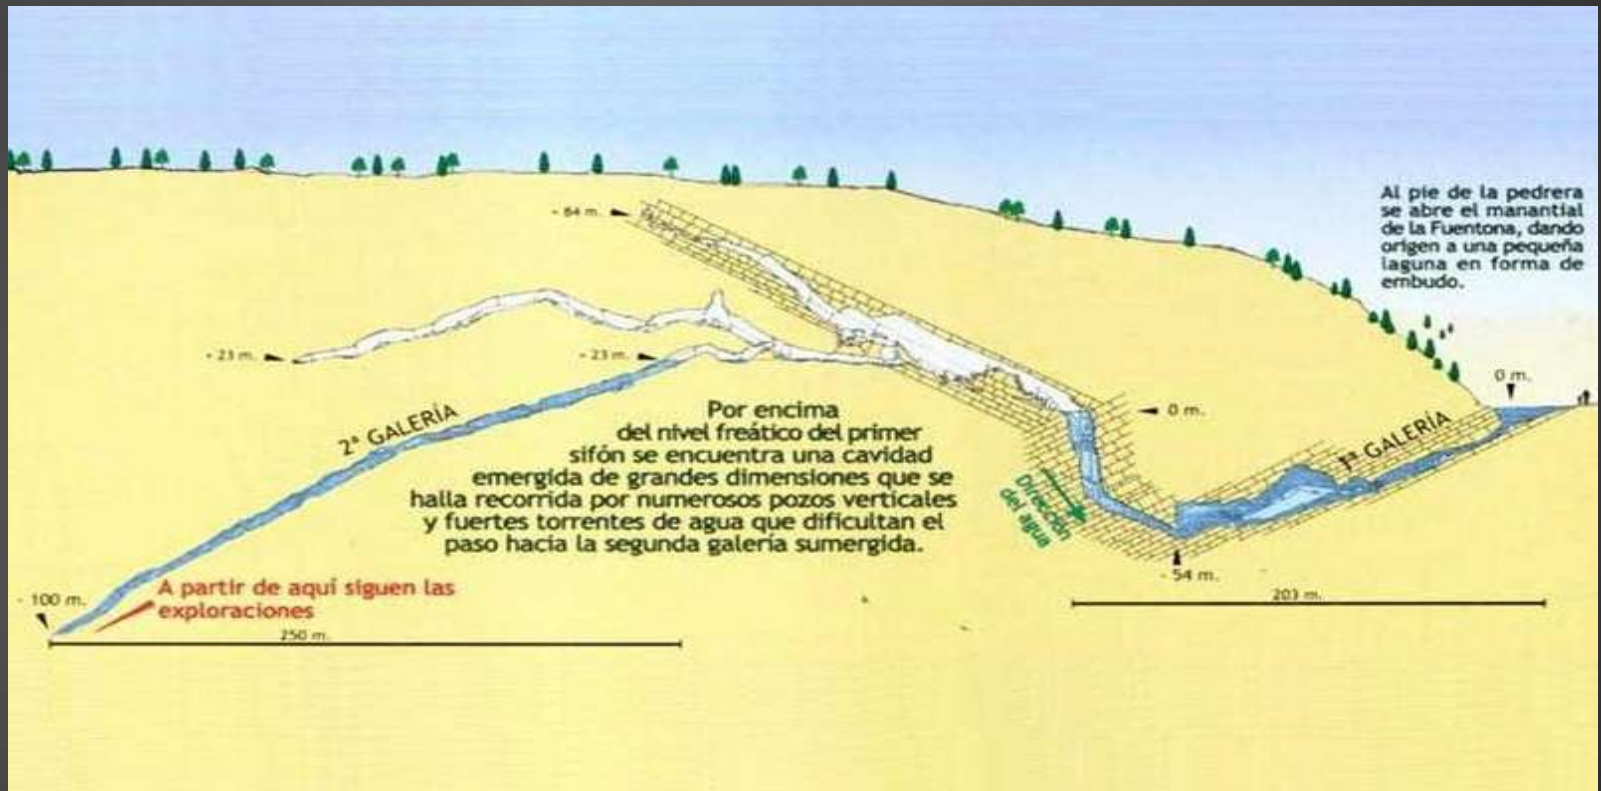 Al pie de la pedrera
se abre el manantial
de la Fuentona, dando
origen a una pequeña
laguna en forma de
embudo.
- 64 m.
- 23 m.
- 23 m.
0 m.
0 m.
2ª GALERÍA
1ª GALERÍA
Por encima
del nivel freático del primer
sifón se encuentra una cavidad
emergida de grandes dimensiones que se
halla recorrida por numerosos pozos verticales
y fuertes torrentes de agua que dificultan el
paso hacia la segunda galería sumergida.
Dirección
del agua
- 54 m.
203 m.
- 100 m.
A partir de aquí siguen las
exploraciones
250 m.